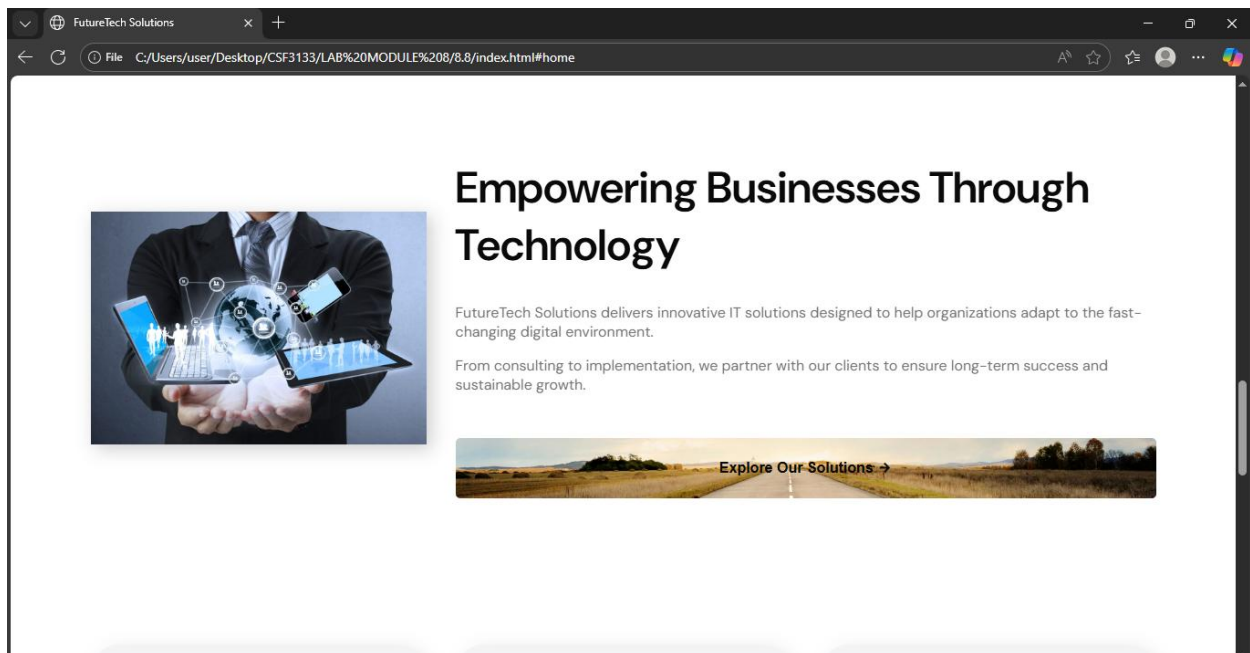 FutureTech Solutions
File C:/Users/user/Desktop/CSF3133/LAB%20MODULE%208/8.8/index.html#home
Empowering Businesses Through
Technology
FutureTech Solutions delivers innovative IT solutions designed to help organizations adapt to the fast-
changing digital environment.
From consulting to implementation, we partner with our clients to ensure long-term success and
sustainable growth.
Explore Our Solutions →